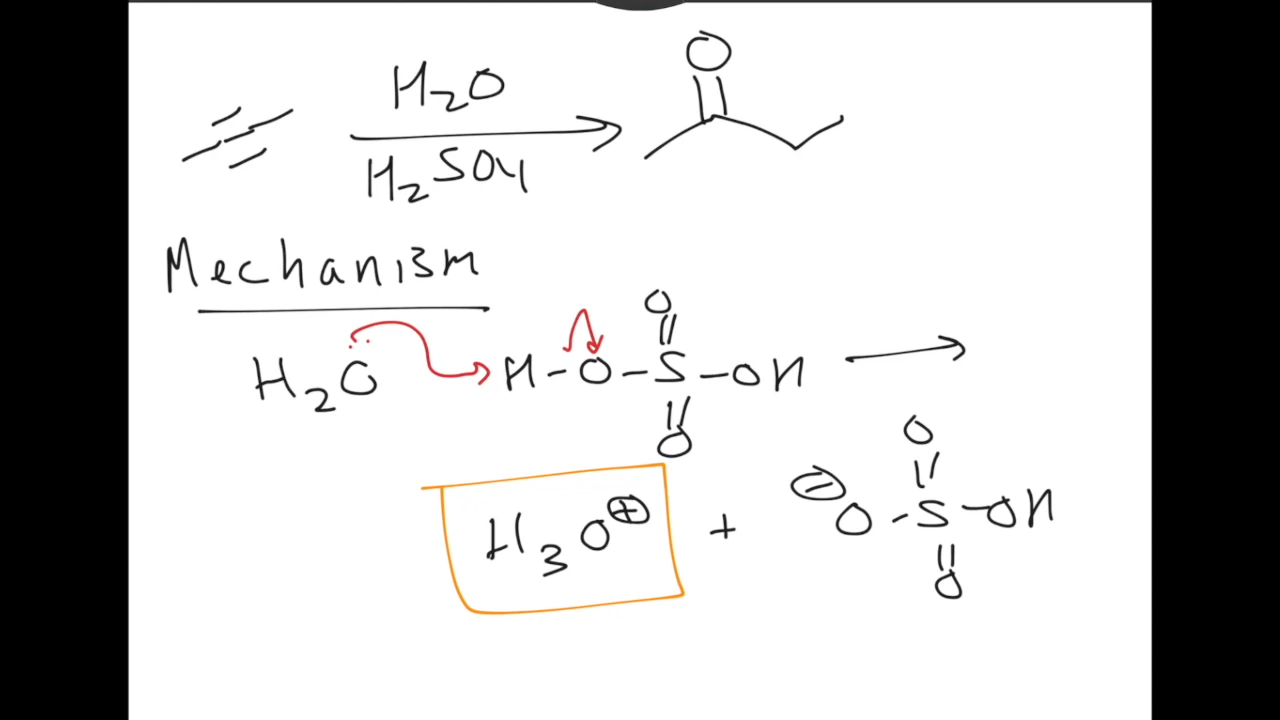 O
H₂O
H₂SO4
Mechanism
O
H₂O H-O-S-OH
O
O
H₃O⊕ + ⊖O-S-OH
O